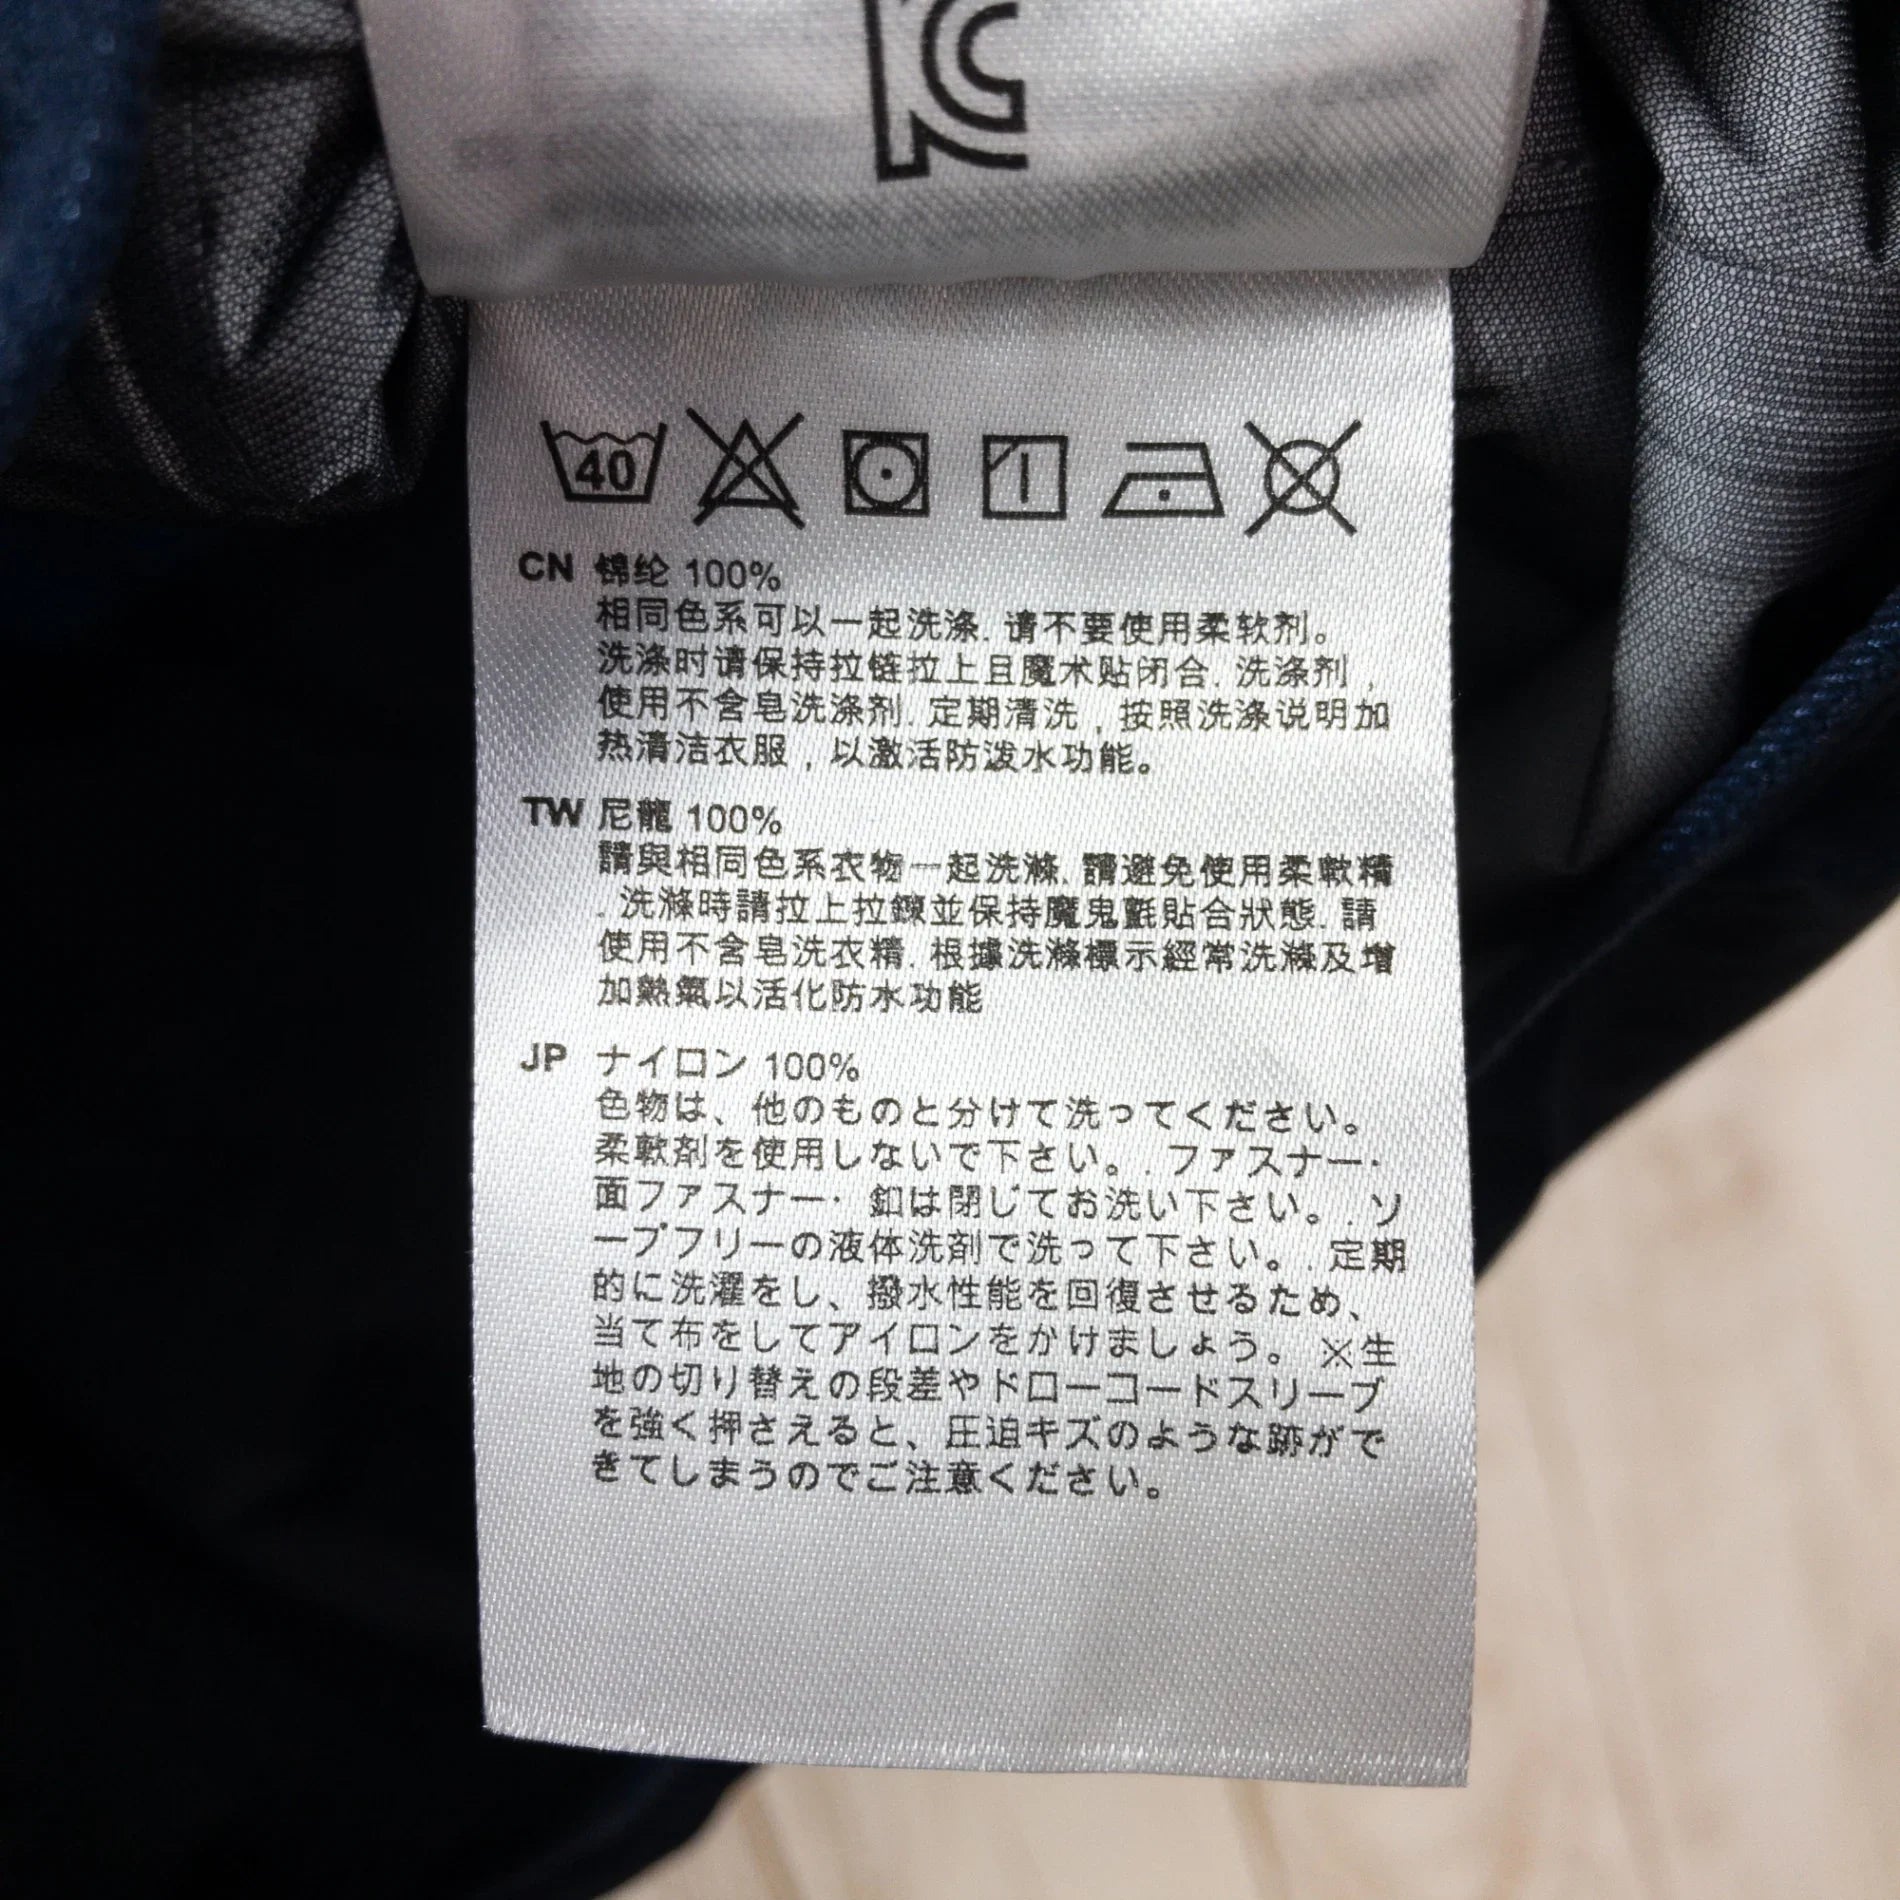 40
CN 锦纶 100%
相同色系可以一起洗涤. 请不要使用柔软剂。
洗涤时请保持拉链拉上且魔术贴闭合. 洗涤剂，
使用不含皂洗涤剂. 定期清洗，按照洗涤说明加
热清洁衣服，以激活防泼水功能。
TW 尼龍 100%
請與相同色系衣物一起洗滌. 請避免使用柔軟精
. 洗滌時請拉上拉鍊並保持魔鬼氈貼合狀態. 請
使用不含皂洗衣精. 根據洗滌標示經常洗滌及增
加熱氣以活化防水功能
JP ナイロン 100%
色物は、他のものと分けて洗ってください。
柔軟剤を使用しないで下さい。. ファスナー・
面ファスナー・ 釦は閉じてお洗い下さい。. ソ
ープフリーの液体洗剤で洗って下さい。. 定期
的に洗濯をし、撥水性能を回復させるため、
当て布をしてアイロンをかけましょう。 ※生
地の切り替えの段差やドローコードスリーブ
を強く押さえると、圧迫キズのような跡がで
きてしまうのでご注意ください。